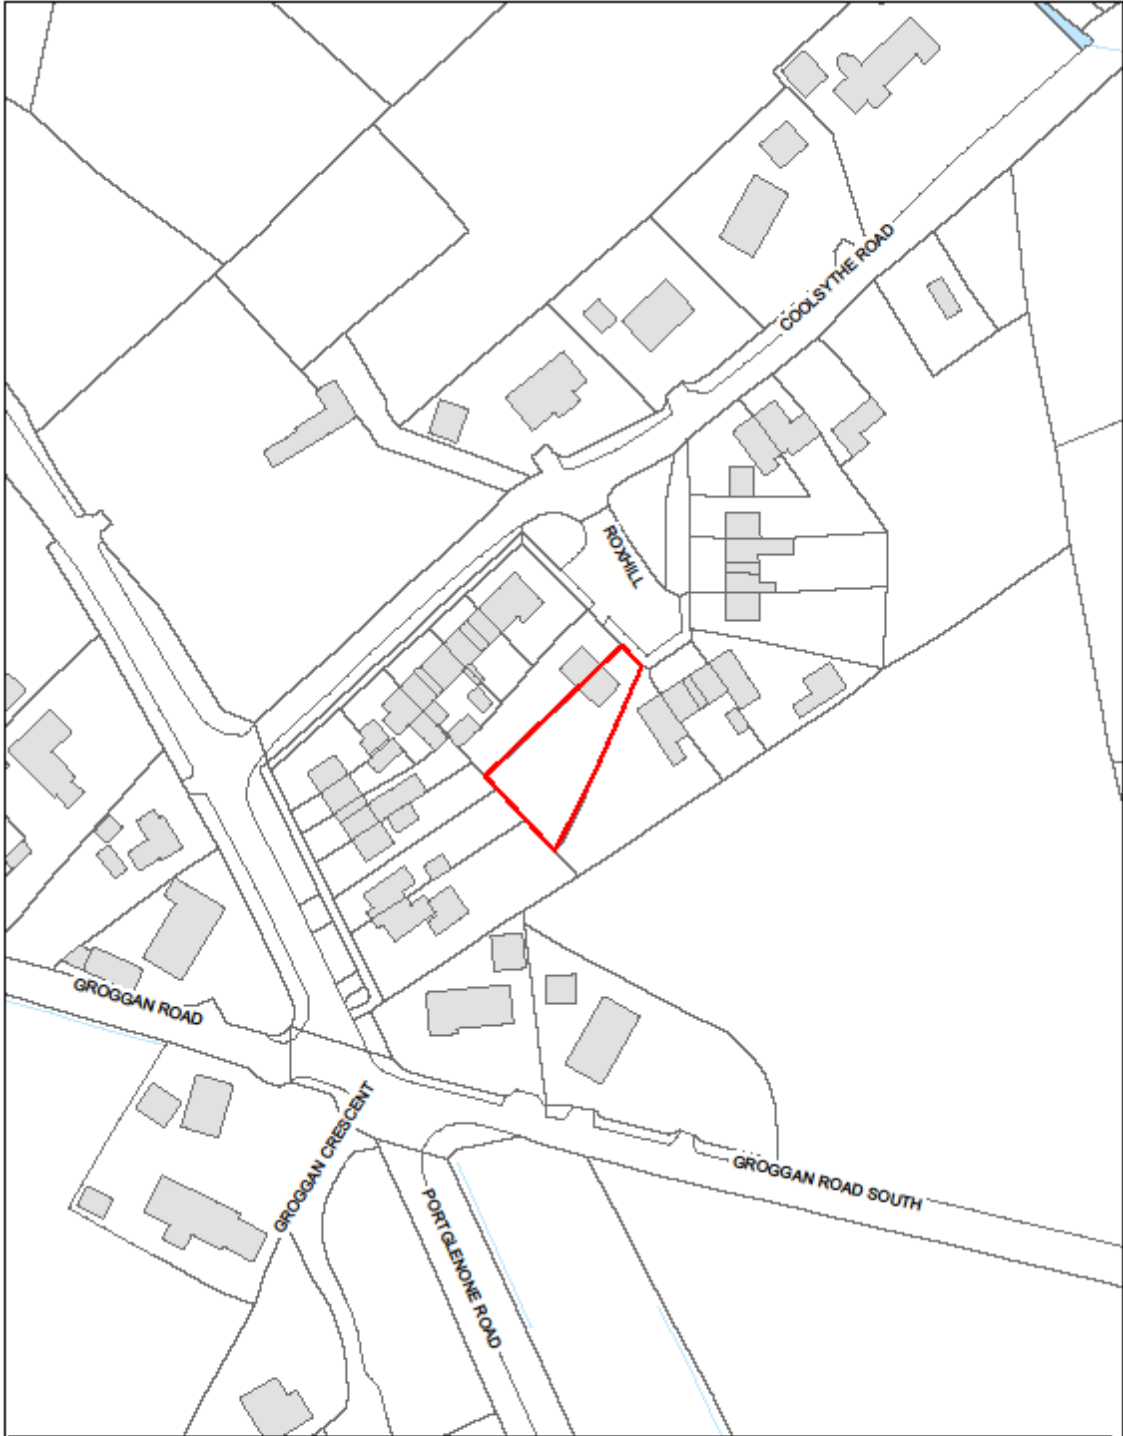 COOLSYTHE ROAD
ROXHILL
GROGGAN ROAD
GROGGAN CRESCENT
PORTGLENONE ROAD
GROGGAN ROAD SOUTH